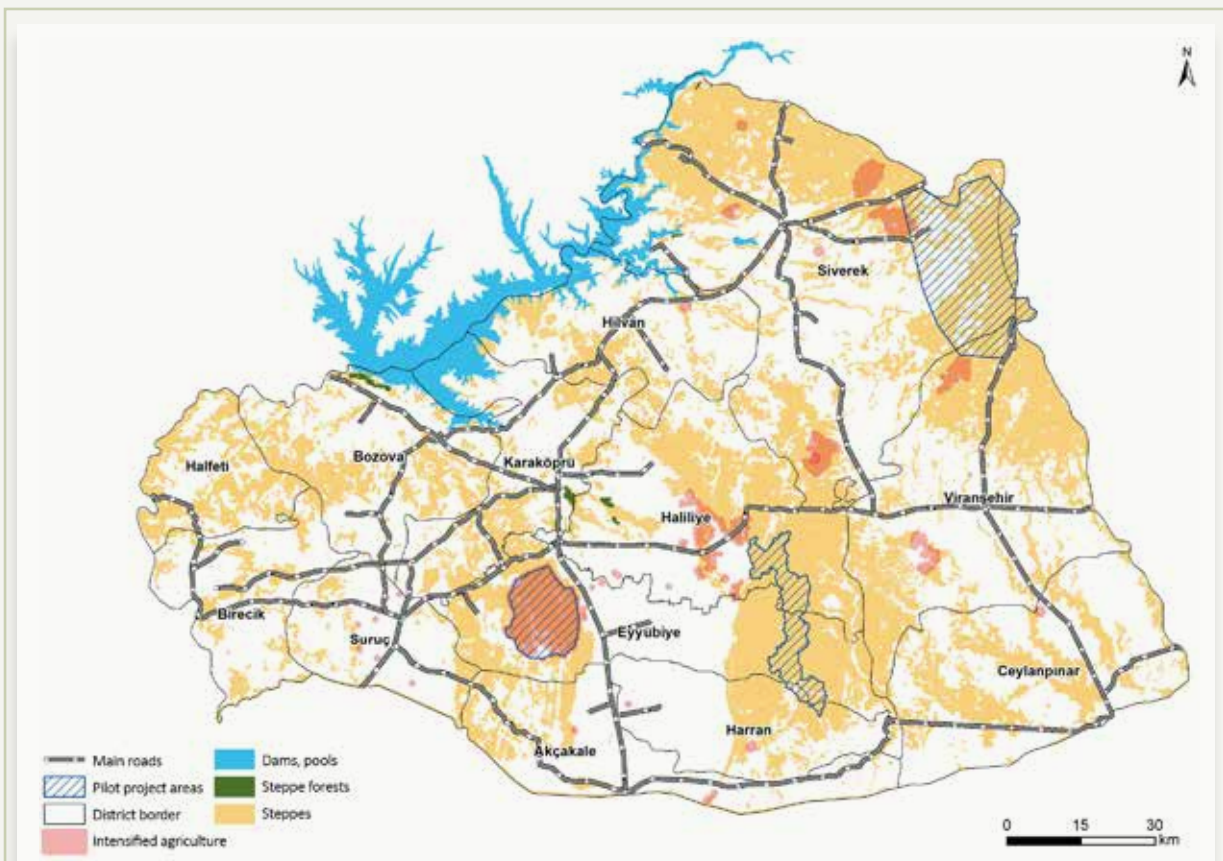 N
Siverek
Hilvan
Halfeti
Bozova
Karaköprü
Haliliye
Viranşehir
Birecik
Suruç
Eyyübiye
Ceylanpınar
Harran
Akçakale
Main roads
Pilot project areas
District border
Intensified agriculture
Dams, pools
Steppe forests
Steppes
0 15 30
km